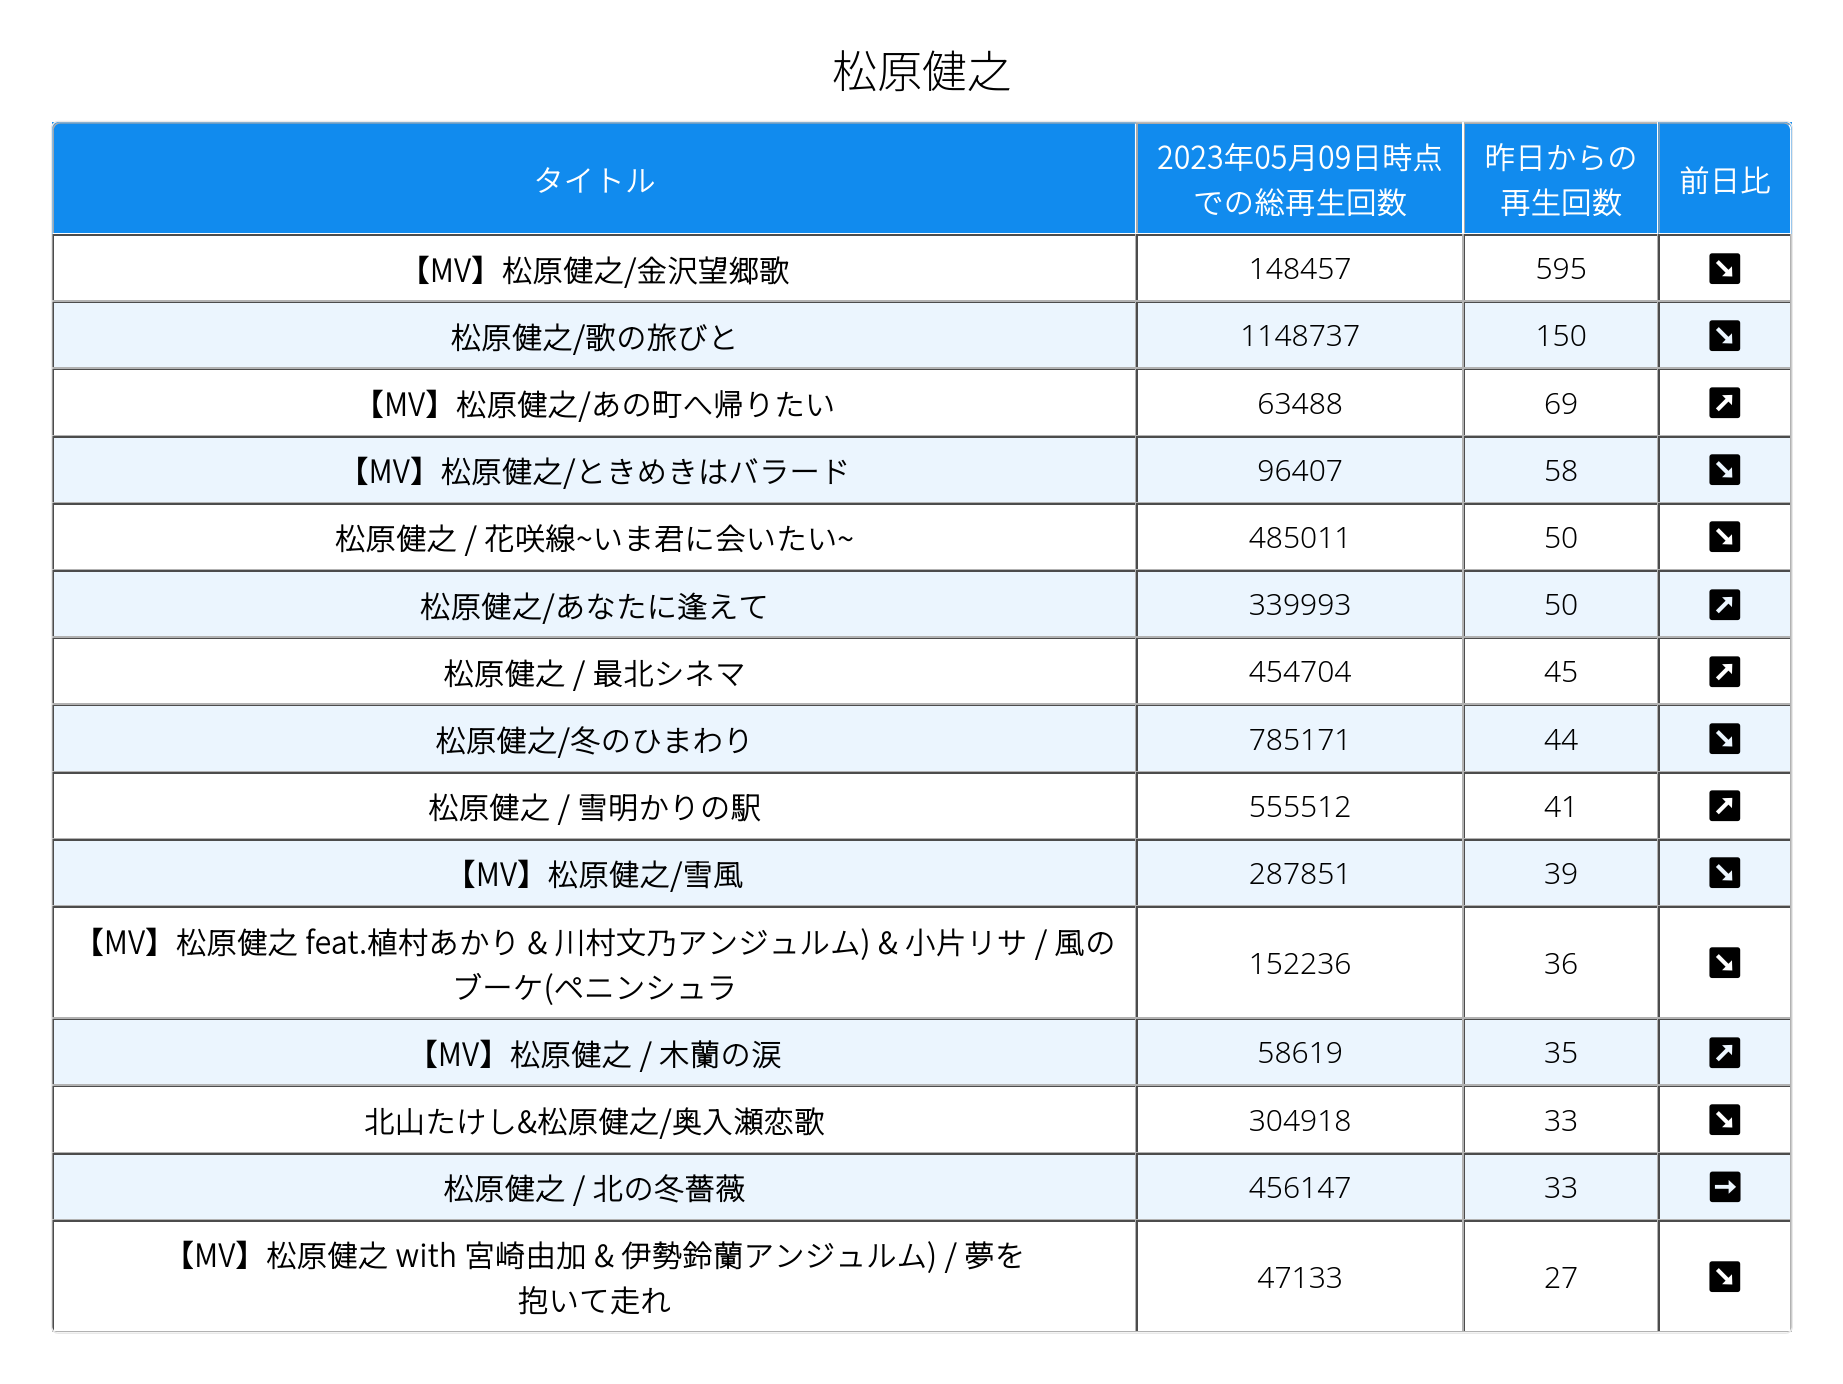 松原健之
タイトル
2023年05月09日時点
での総再生回数
昨日からの
再生回数
前日比
【MV】松原健之/金沢望郷歌 148457 595 ↘
松原健之/歌の旅びと 1148737 150 ↘
【MV】松原健之/あの町へ帰りたい 63488 69 ↗
【MV】松原健之/ときめきはバラード 96407 58 ↘
松原健之 / 花咲線~いま君に会いたい~ 485011 50 ↘
松原健之/あなたに逢えて 339993 50 ↗
松原健之 / 最北シネマ 454704 45 ↗
松原健之/冬のひまわり 785171 44 ↘
松原健之 / 雪明かりの駅 555512 41 ↗
【MV】松原健之/雪風 287851 39 ↘
【MV】松原健之 feat.植村あかり & 川村文乃アンジュルム) & 小片リサ / 風の
ブーケ(ペニンシュラ
152236 36 ↘
【MV】松原健之 / 木蘭の涙 58619 35 ↗
北山たけし&松原健之/奥入瀬恋歌 304918 33 ↘
松原健之 / 北の冬薔薇 456147 33 →
【MV】松原健之 with 宮崎由加 & 伊勢鈴蘭アンジュルム) / 夢を
抱いて走れ
47133 27 ↘